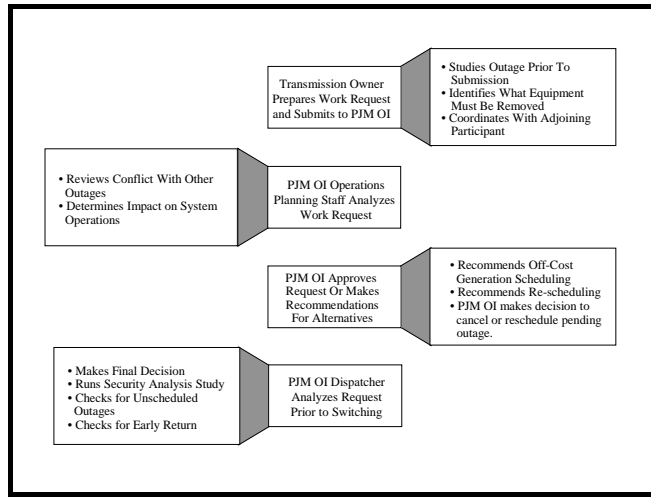 Transmission Owner
Prepares Work Request
and Submits to PJM OI
• Studies Outage Prior To
Submission
• Identifies What Equipment
Must Be Removed
• Coordinates With Adjoining
Participant
• Reviews Conflict With Other
Outages
• Determines Impact on System
Operations
PJM OI Operations
Planning Staff Analyzes
Work Request
PJM OI Approves
Request Or Makes
Recommendations
For Alternatives
• Recommends Off-Cost
Generation Scheduling
• Recommends Re-scheduling
• PJM OI makes decision to
cancel or reschedule pending
outage.
• Makes Final Decision
• Runs Security Analysis Study
• Checks for Unscheduled
Outages
• Checks for Early Return
PJM OI Dispatcher
Analyzes Request
Prior to Switching